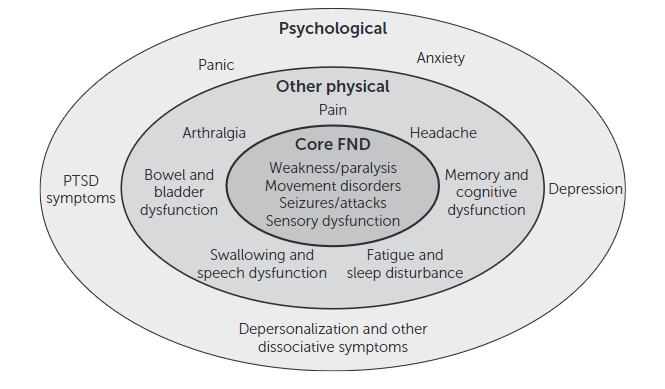 Psychological
Panic
Anxiety
Other physical
Pain
Arthralgia
Headache
Core FND
Weakness/paralysis
Movement disorders
Seizures/attacks
Sensory dysfunction
PTSD
symptoms
Bowel and
bladder
dysfunction
Memory and
cognitive
dysfunction
Depression
Swallowing and
speech dysfunction
Fatigue and
sleep disturbance
Depersonalization and other
dissociative symptoms